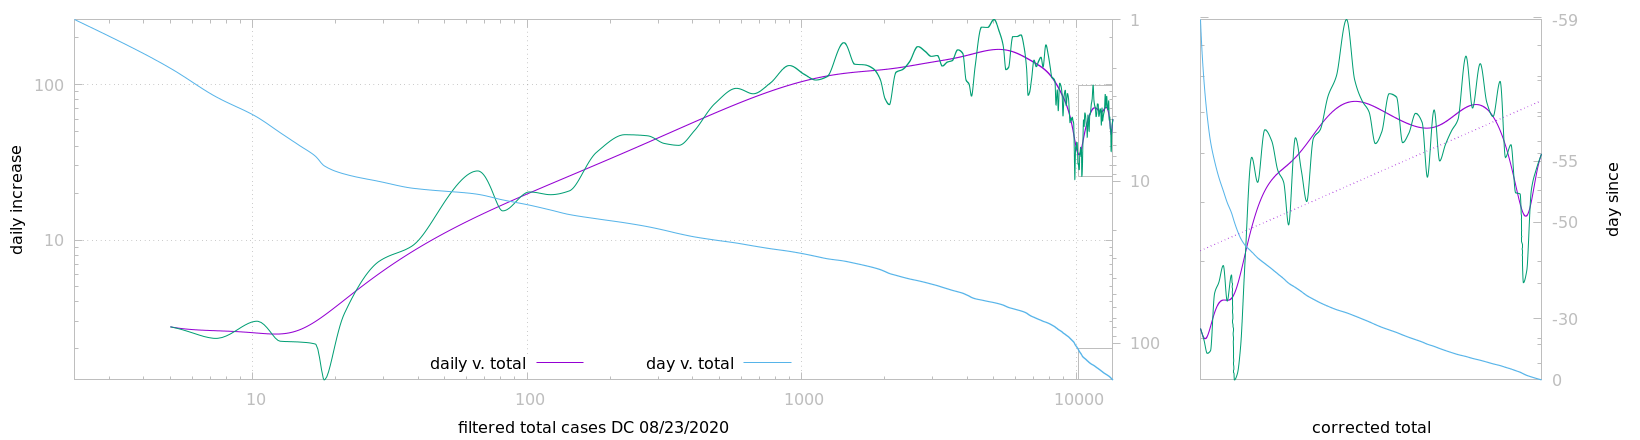 daily increase
100
10
1
10
100
daily v. total
day v. total
10
100
1000
10000
filtered total cases DC 08/23/2020
-59
-55
-50
-30
0
day since
corrected total